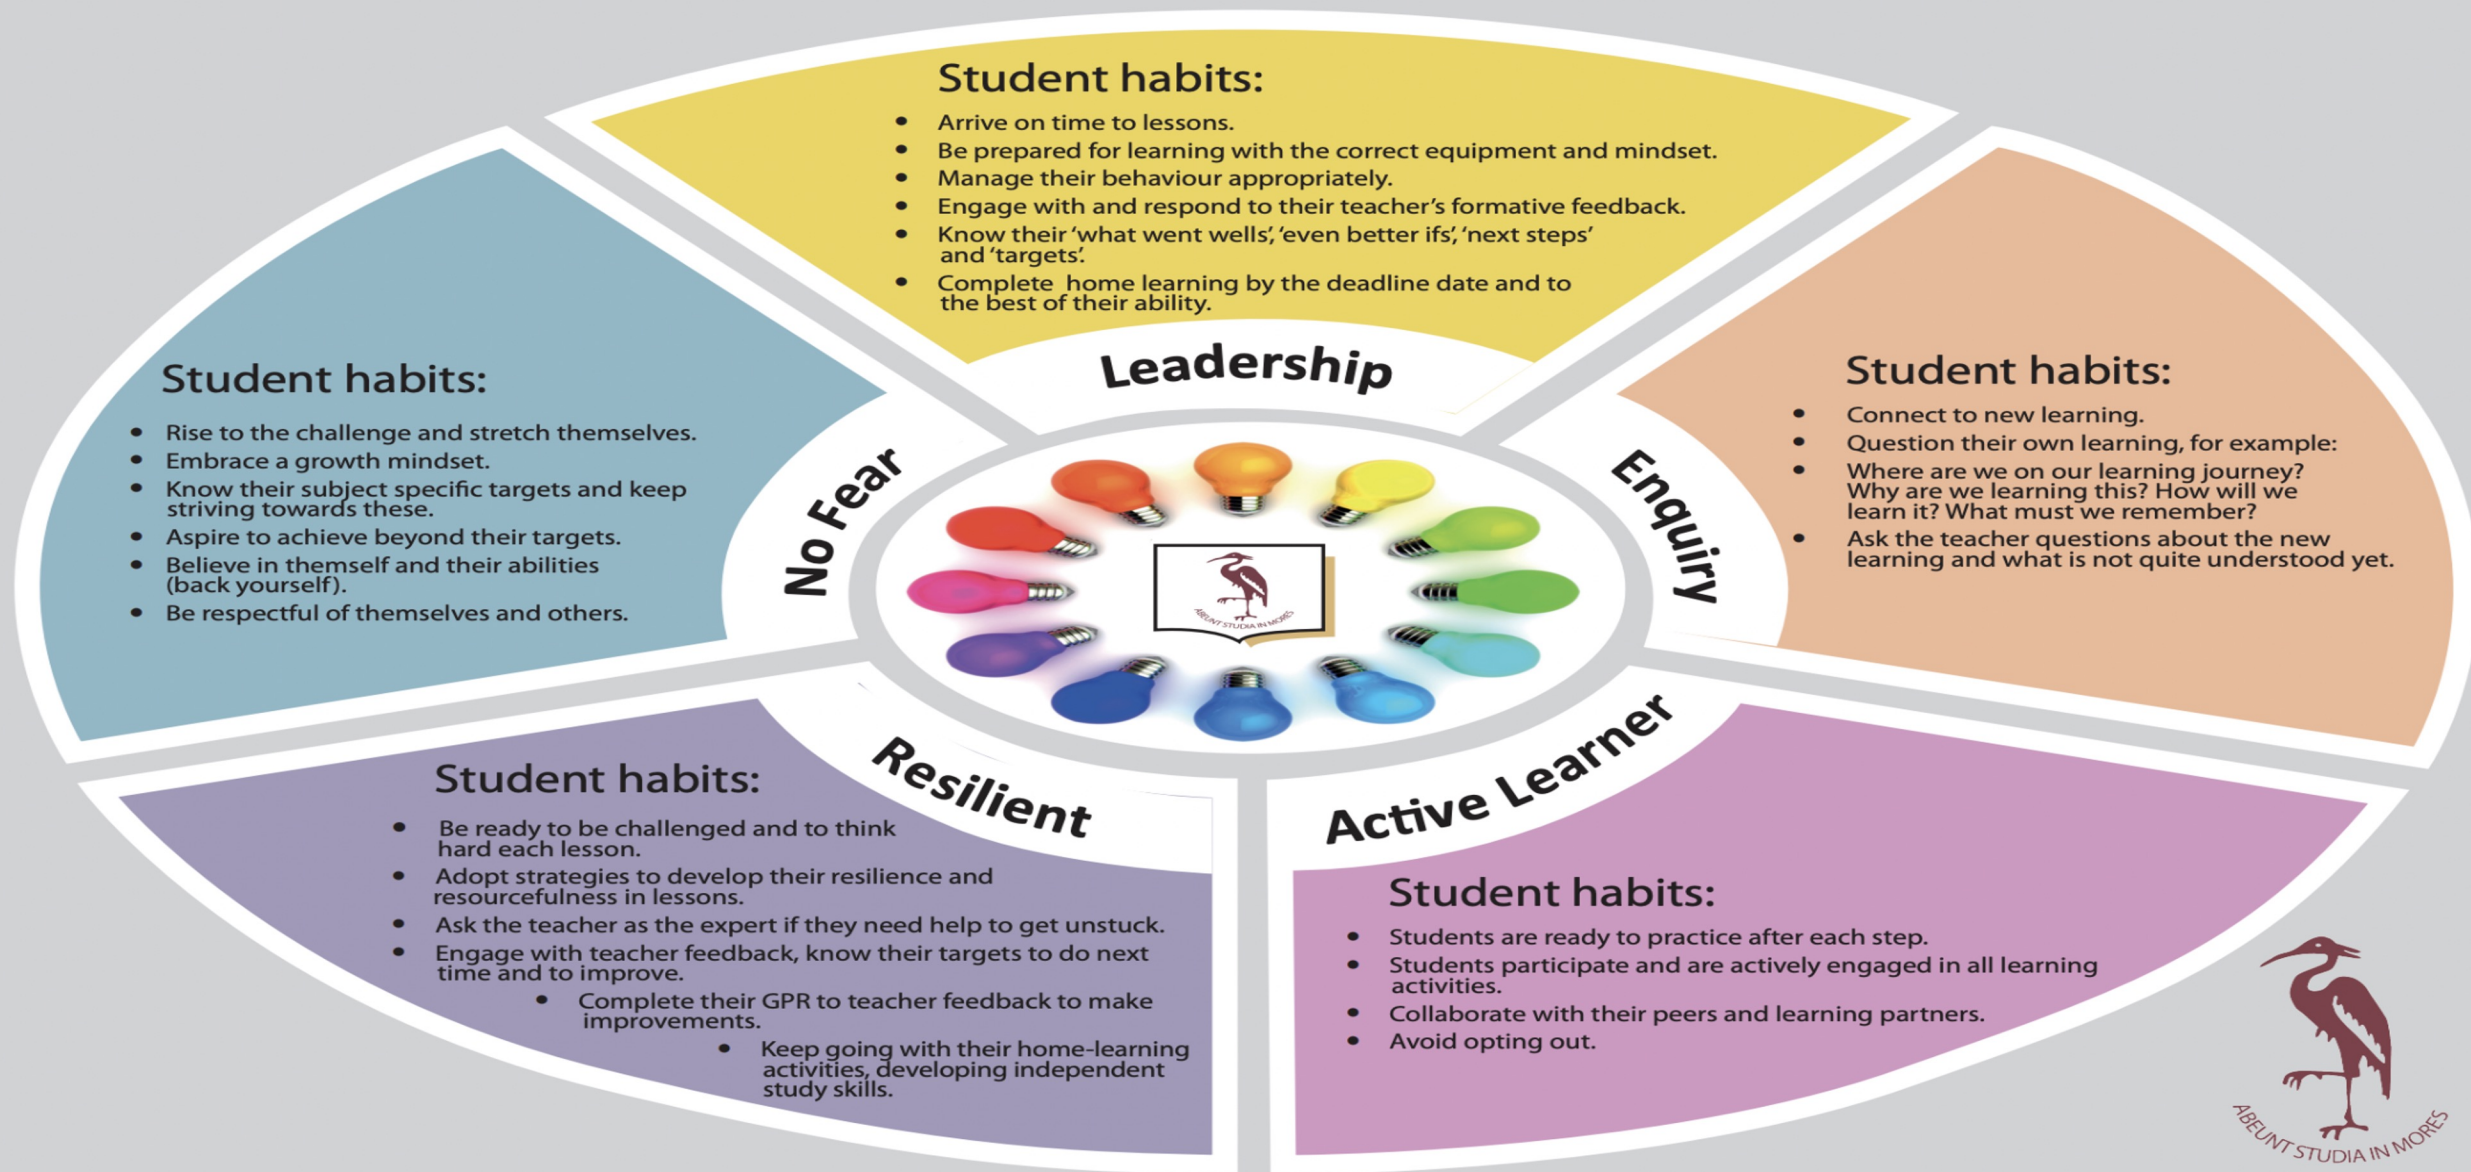 Student habits:
• Arrive on time to lessons.
• Be prepared for learning with the correct equipment and mindset.
• Manage their behaviour appropriately.
• Engage with and respond to their teacher's formative feedback.
• Know their 'what went wells', 'even better ifs', 'next steps'
and 'targets'.
• Complete home learning by the deadline date and to
the best of their ability.
Leadership
Student habits:
• Connect to new learning.
• Question their own learning, for example:
• Where are we on our learning journey?
Why are we learning this? How will we
learn it? What must we remember?
• Ask the teacher questions about the new
learning and what is not quite understood yet.
Enquiry
Active Learner
Student habits:
• Students are ready to practice after each step.
• Students participate and are actively engaged in all learning
activities.
• Collaborate with their peers and learning partners.
• Avoid opting out.
Resilient
Student habits:
• Be ready to be challenged and to think
hard each lesson.
• Adopt strategies to develop their resilience and
resourcefulness in lessons.
• Ask the teacher as the expert if they need help to get unstuck.
• Engage with teacher feedback, know their targets to do next
time and to improve.
• Complete their GPR to teacher feedback to make
improvements.
• Keep going with their home-learning
activities, developing independent
study skills.
No Fear
Student habits:
• Rise to the challenge and stretch themselves.
• Embrace a growth mindset.
• Know their subject specific targets and keep
striving towards these.
• Aspire to achieve beyond their targets.
• Believe in themself and their abilities
(back yourself).
• Be respectful of themselves and others.
ABEUNT STUDIA IN MORES
ABEUNT STUDIA IN MORES